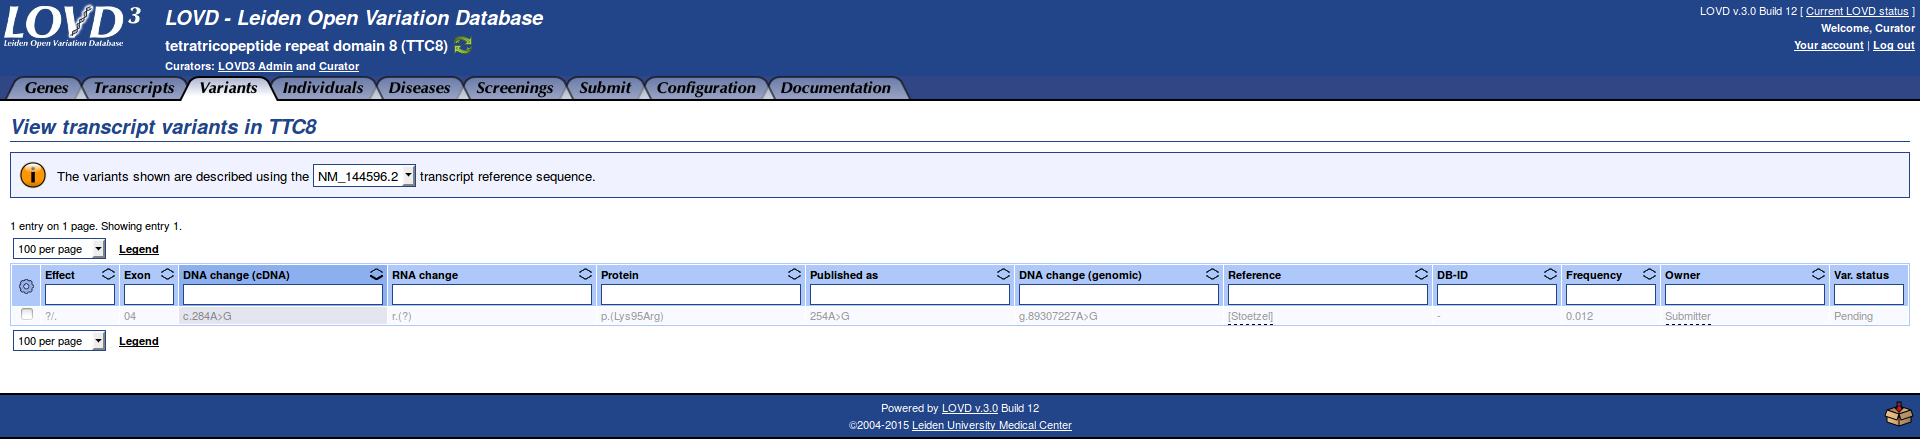 LOVD 3
Leiden Open Variation Database
LOVD - Leiden Open Variation Database
tetratricopeptide repeat domain 8 (TTC8)
Curators: LOVD3 Admin and Curator
LOVD v.3.0 Build 12 [ Current LOVD status ]
Welcome, Curator
Your account | Log out
Genes Transcripts Variants Individuals Diseases Screenings Submit Configuration Documentation
View transcript variants in TTC8
The variants shown are described using the NM_144596.2 transcript reference sequence.
1 entry on 1 page. Showing entry 1.
100 per page Legend
Effect Exon DNA change (cDNA) RNA change Protein Published as DNA change (genomic) Reference DB-ID Frequency Owner Var. status
?/. 04 c.284A>G r.(?) p.(Lys95Arg) 254A>G g.89307227A>G [Stoetzel] - 0.012 Submitter Pending
100 per page Legend
Powered by LOVD v.3.0 Build 12
©2004-2015 Leiden University Medical Center